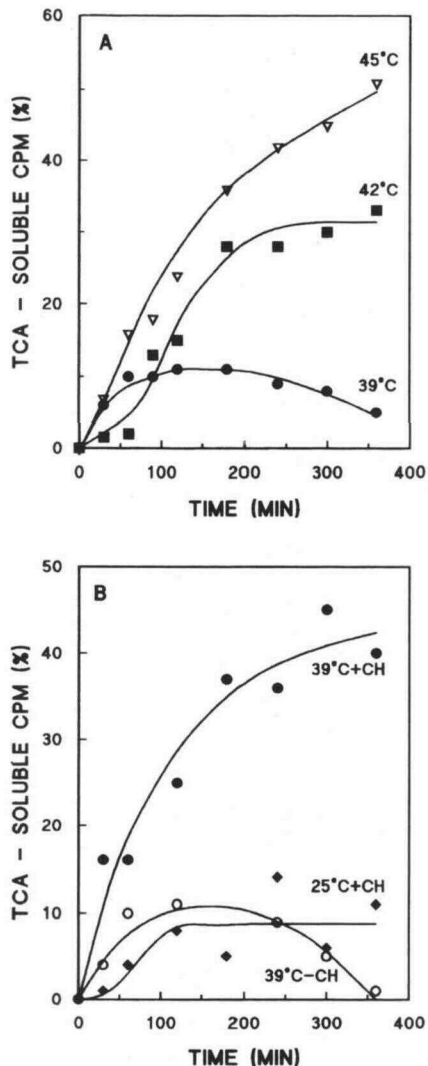 A
60
45°C
40
42°C
20
39°C
0
0 100 200 300 400
TIME (MIN)
TCA - SOLUBLE CPM (%)
B
50
40
39°C+CH
30
20
25°C+CH
10
39°C-CH
0
0 100 200 300 400
TIME (MIN)
TCA - SOLUBLE CPM (%)